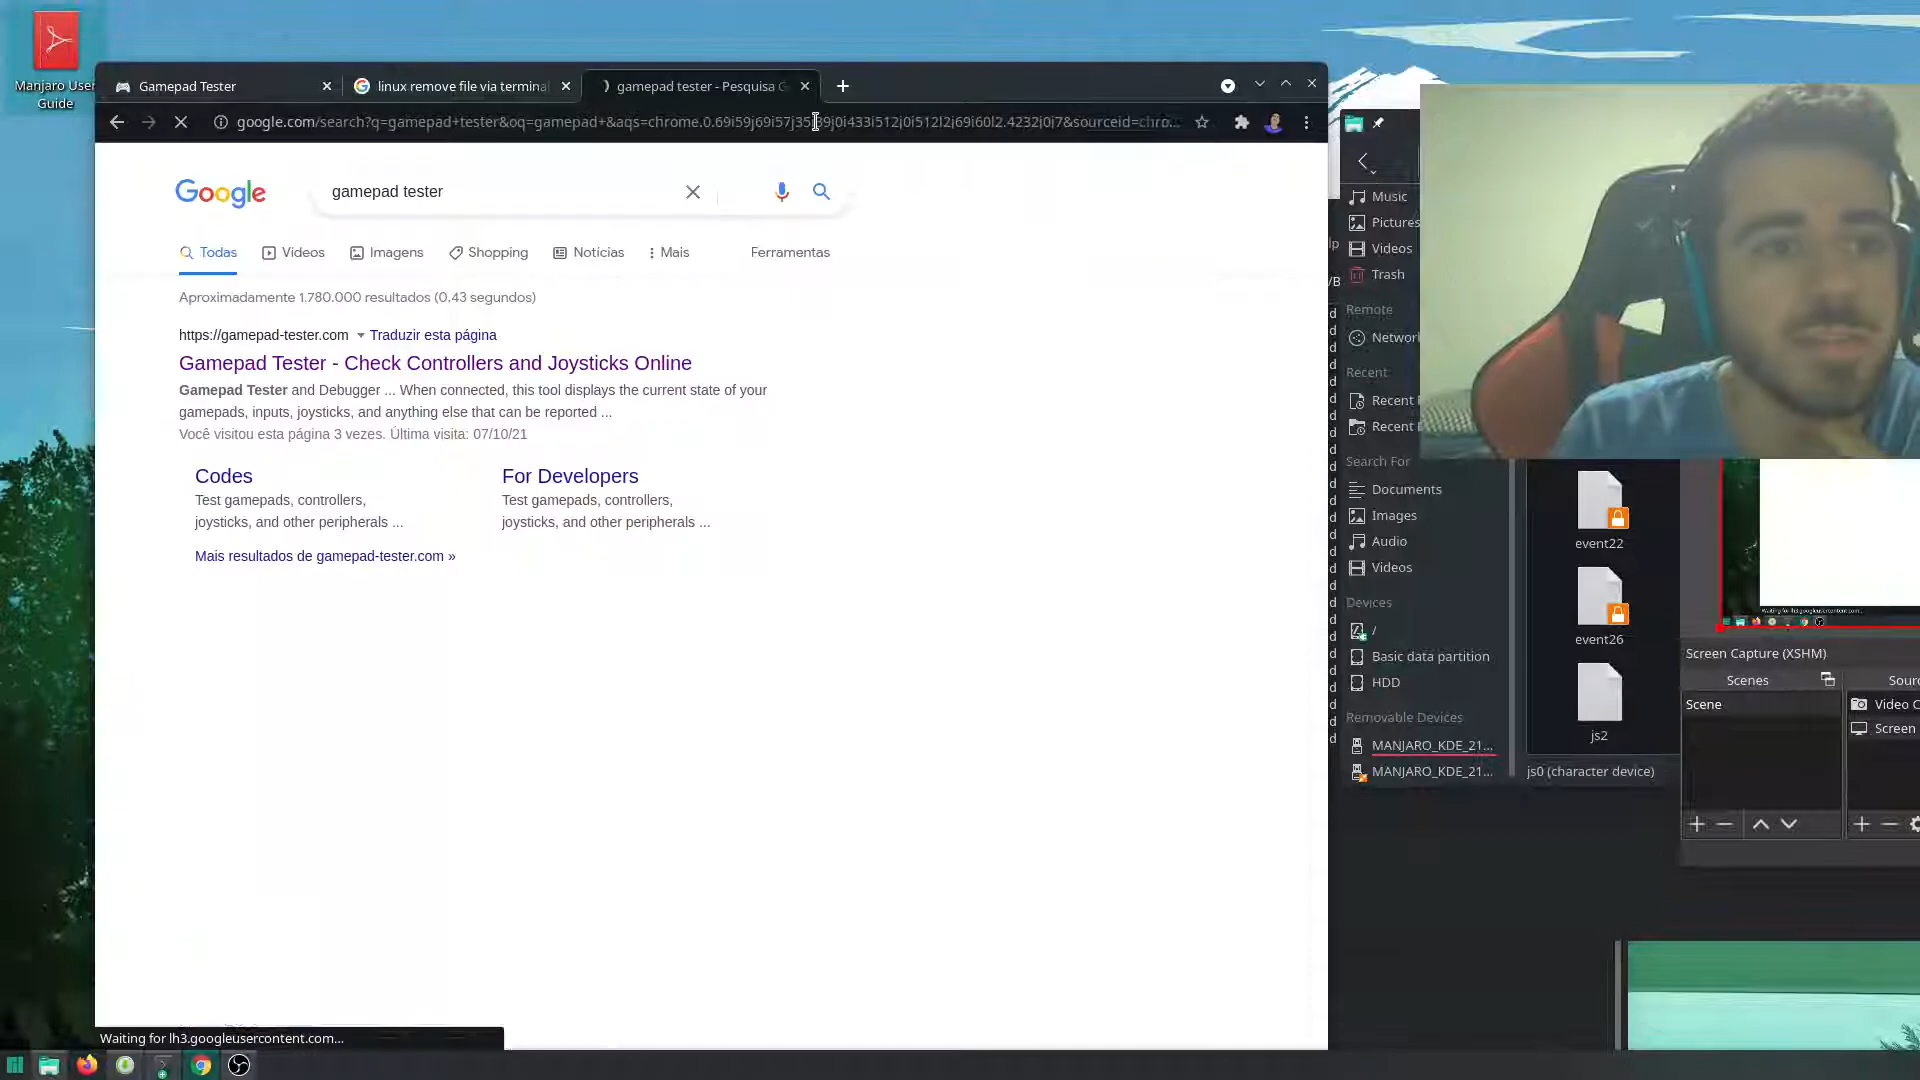 Manjaro User
Guide
Gamepad Tester
linux remove file via terminal
gamepad tester - Pesquisa G
google.com/search?q=gamepad+tester&oq=gamepad+&aqs=chrome.0.69i59j69i57j35i39j0i433i512j0i512l2j69i60l2.4232j0j7&sourceid=chro...
Google
gamepad tester
Todas
Vídeos
Imagens
Shopping
Notícias
Mais
Ferramentas
Aproximadamente 1.780.000 resultados (0,43 segundos)
https://gamepad-tester.com
Traduzir esta página
Gamepad Tester - Check Controllers and Joysticks Online
Gamepad Tester and Debugger ... When connected, this tool displays the current state of your
gamepads, inputs, joysticks, and anything else that can be reported ...
Você visitou esta página 3 vezes. Última visita: 07/10/21
Codes
Test gamepads, controllers,
joysticks, and other peripherals ...
For Developers
Test gamepads, controllers,
joysticks, and other peripherals ...
Mais resultados de gamepad-tester.com »
Waiting for lh3.googleusercontent.com...
Music
Pictures
Videos
Trash
Remote
Network
Recent
Recent F
Recent
Search For
Documents
Images
Audio
Videos
Devices
/
Basic data partition
HDD
Removable Devices
MANJARO_KDE_21...
MANJARO_KDE_21...
event22
event26
js2
js0 (character device)
Screen Capture (XSHM)
Scenes
Scene
Sourc
Video C
Screen